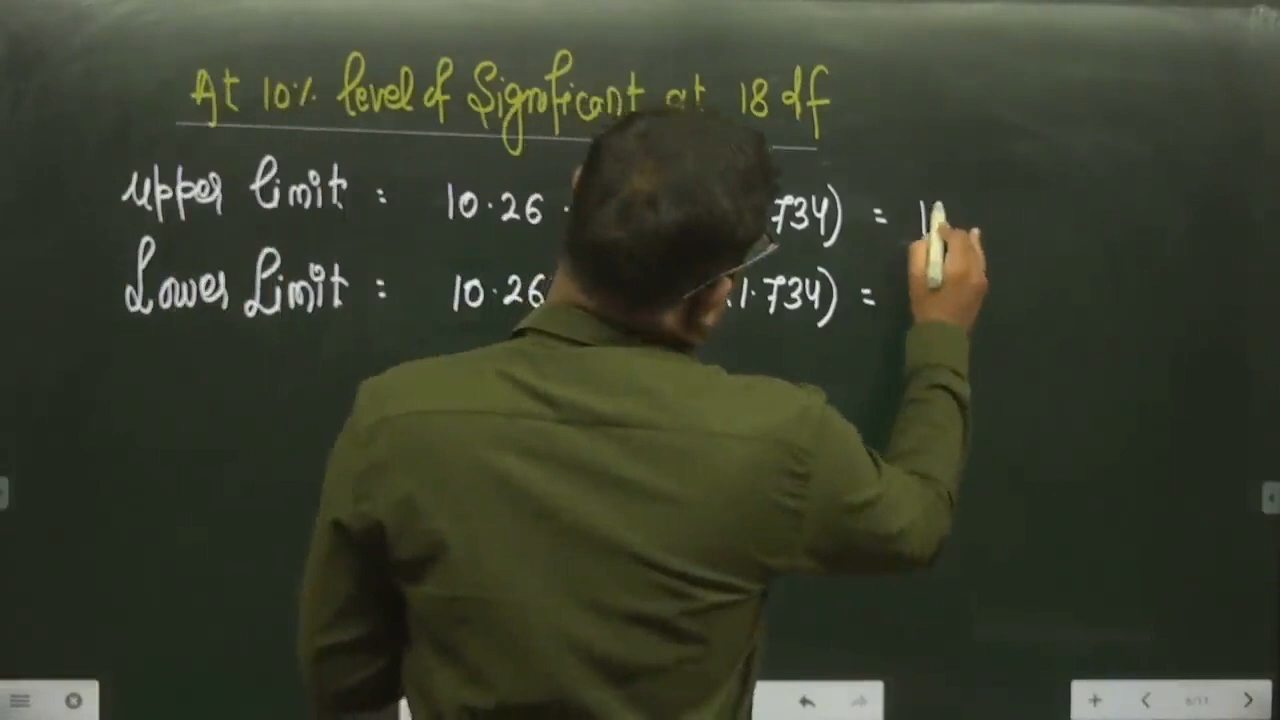 At 10% level of Significant at 18 df
upper limit : 10.26 734) =
Lower Limit : 10.26 1.734) =